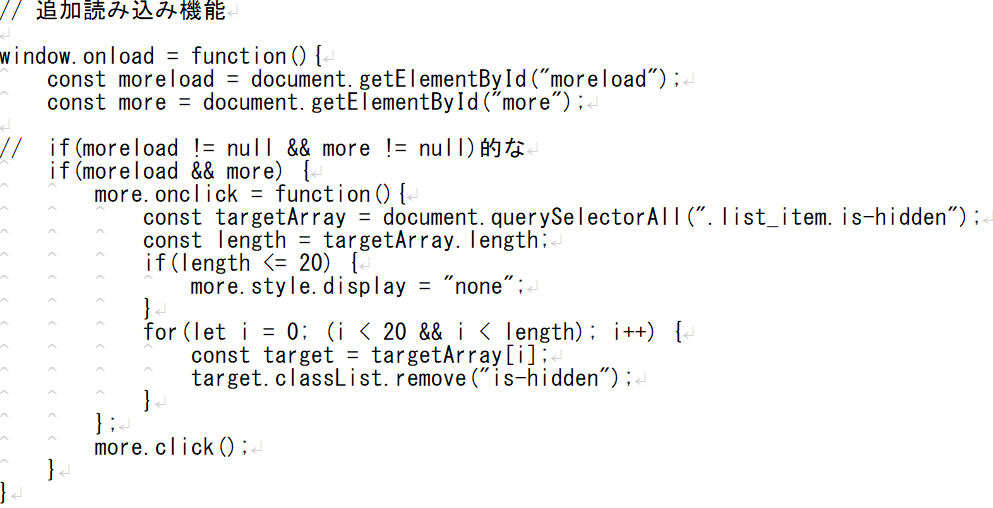 // 追加読み込み機能
window.onload = function(){
    const moreload = document.getElementById("moreload");
    const more = document.getElementById("more");
//  if(moreload != null && more != null)的な
    if(moreload && more) {
        more.onclick = function(){
            const targetArray = document.querySelectorAll(".list_item.is-hidden");
            const length = targetArray.length;
            if(length <= 20) {
                more.style.display = "none";
            }
            for(let i = 0; (i < 20 && i < length); i++) {
                const target = targetArray[i];
                target.classList.remove("is-hidden");
            }
        };
        more.click();
    }
}